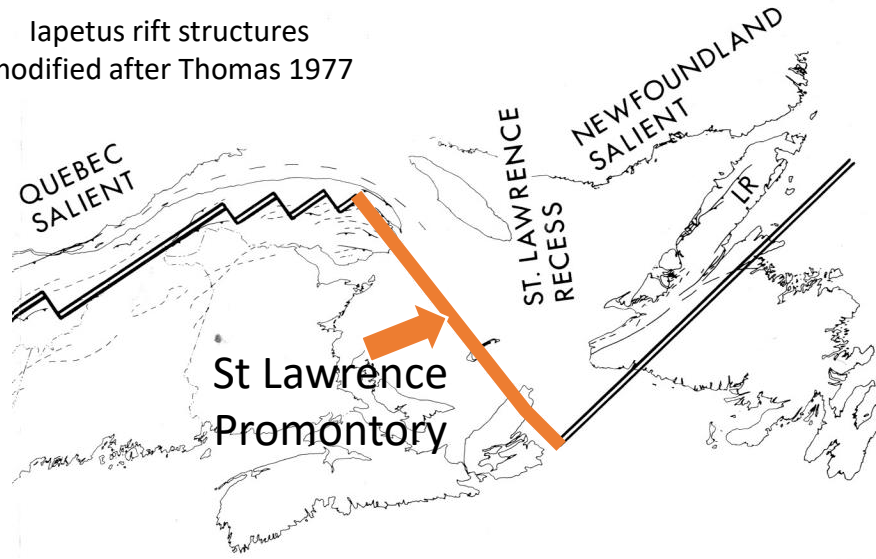 Iapetus rift structures
modified after Thomas 1977
QUEBEC
SALIENT
ST. LAWRENCE
RECESS
NEWFOUNDLAND
SALIENT
LR
St Lawrence
Promontory